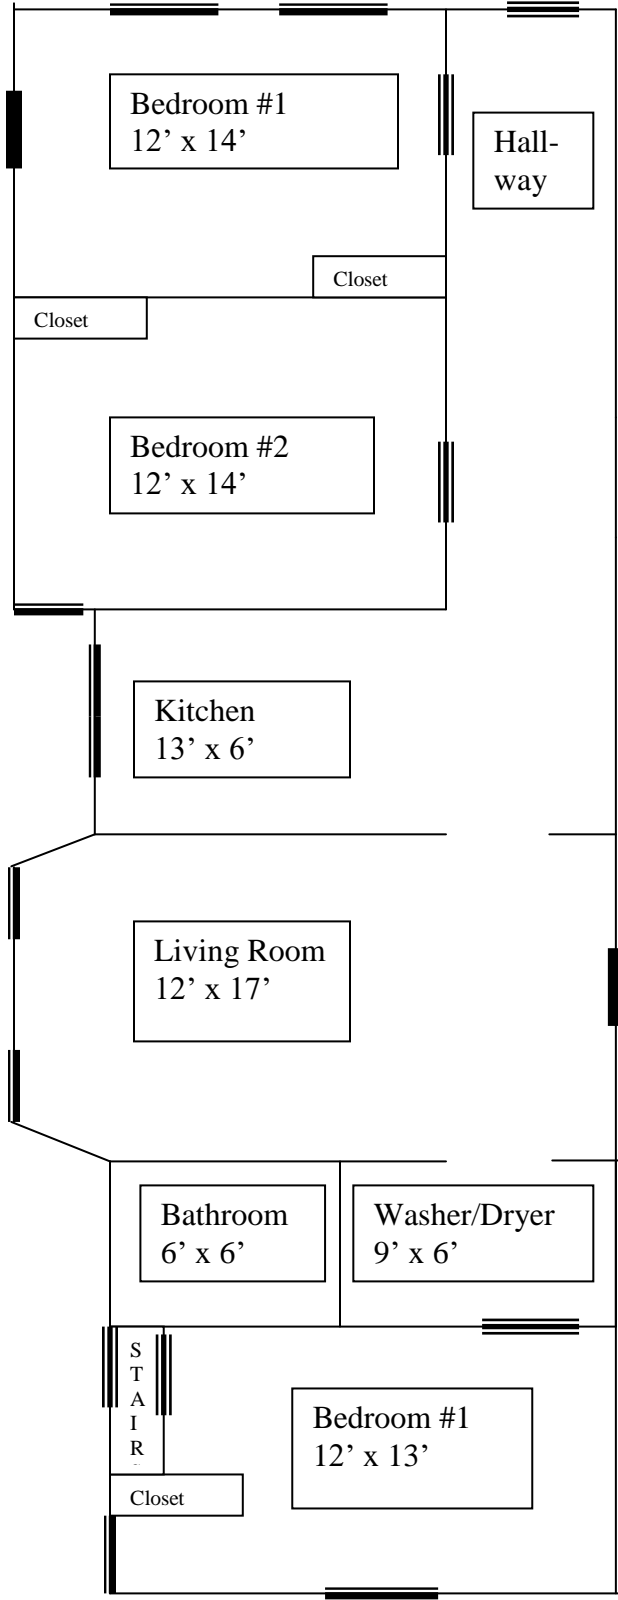 Bedroom #1
12’ x 14’
Hall-
way
Closet
Closet
Bedroom #2
12’ x 14’
Kitchen
13’ x 6’
Living Room
12’ x 17’
Bathroom
6’ x 6’
Washer/Dryer
9’ x 6’
S
T
A
I
R
Bedroom #1
12’ x 13’
Closet